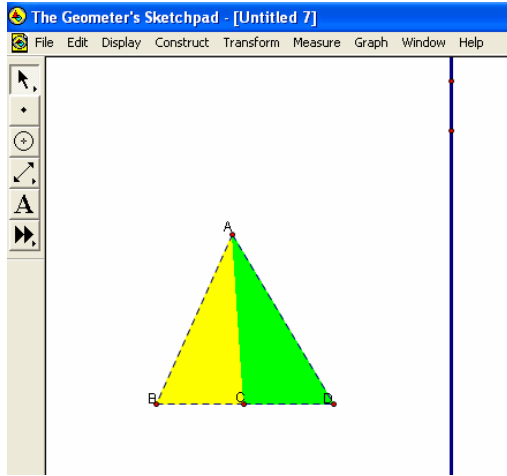 The Geometer's Sketchpad - [Untitled 7]
File Edit Display Construct Transform Measure Graph Window Help
A
A
B C D